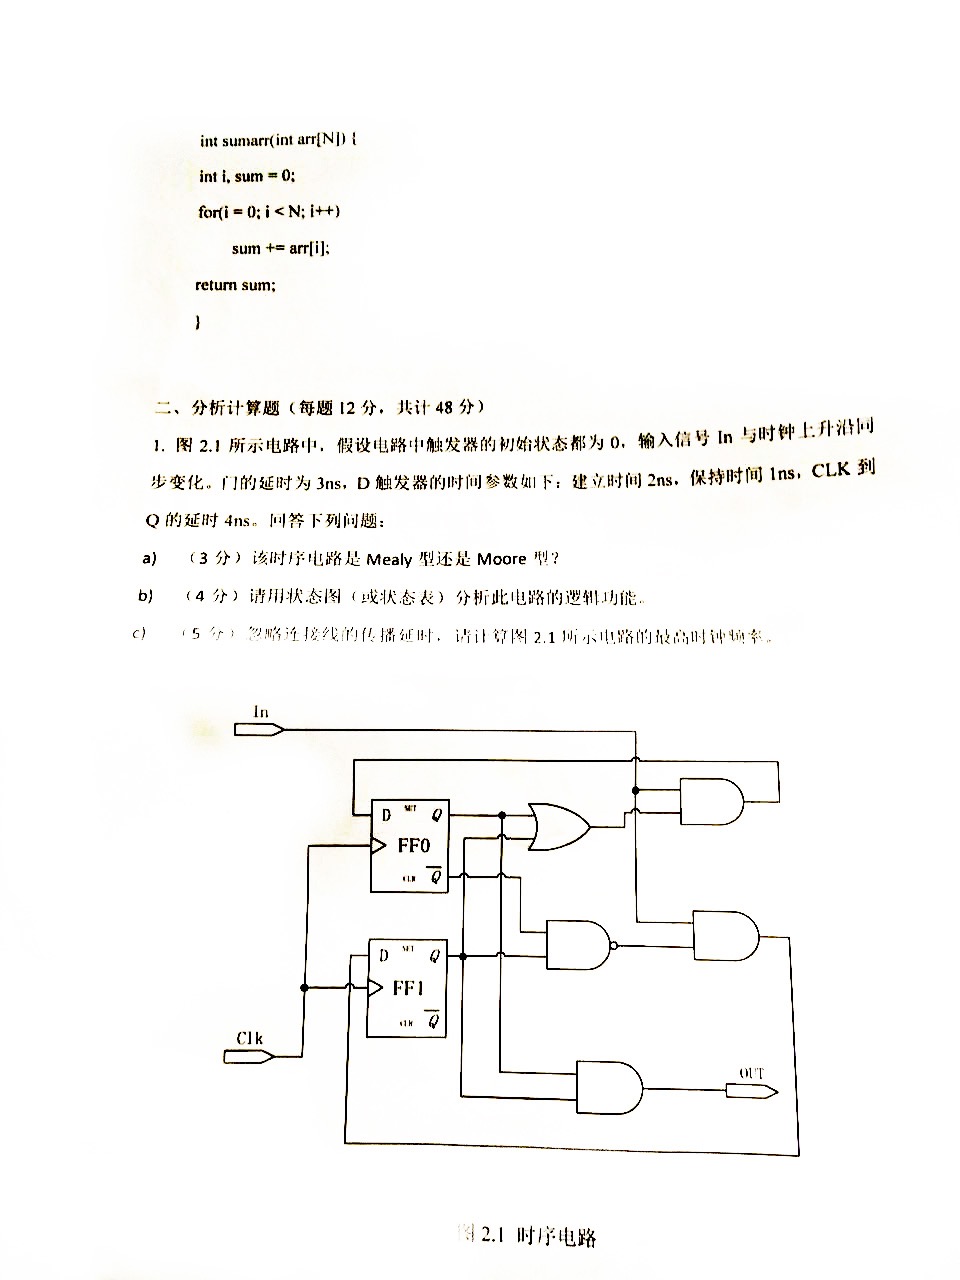 int sumarr(int arr[N]) {
int i, sum = 0;
for(i = 0; i < N; i++)
sum += arr[i];
return sum;
}
二、分析计算题（每题 12 分，共计 48 分）
1. 图 2.1 所示电路中，假设电路中触发器的初始状态都为 0，输入信号 In 与时钟上升沿同
步变化。门的延时为 3ns，D 触发器的时间参数如下：建立时间 2ns，保持时间 1ns，CLK 到
Q 的延时 4ns。回答下列问题：
a) （3 分）该时序电路是 Mealy 型还是 Moore 型？
b) （4 分）请用状态图（或状态表）分析此电路的逻辑功能。
c) （5 分）忽略连接线的传播延时，请计算图 2.1 所示电路的最高时钟频率。
In
D SET Q
FF0
CLR Q
D SET Q
FF1
CLR Q
Clk
OUT
图 2.1 时序电路